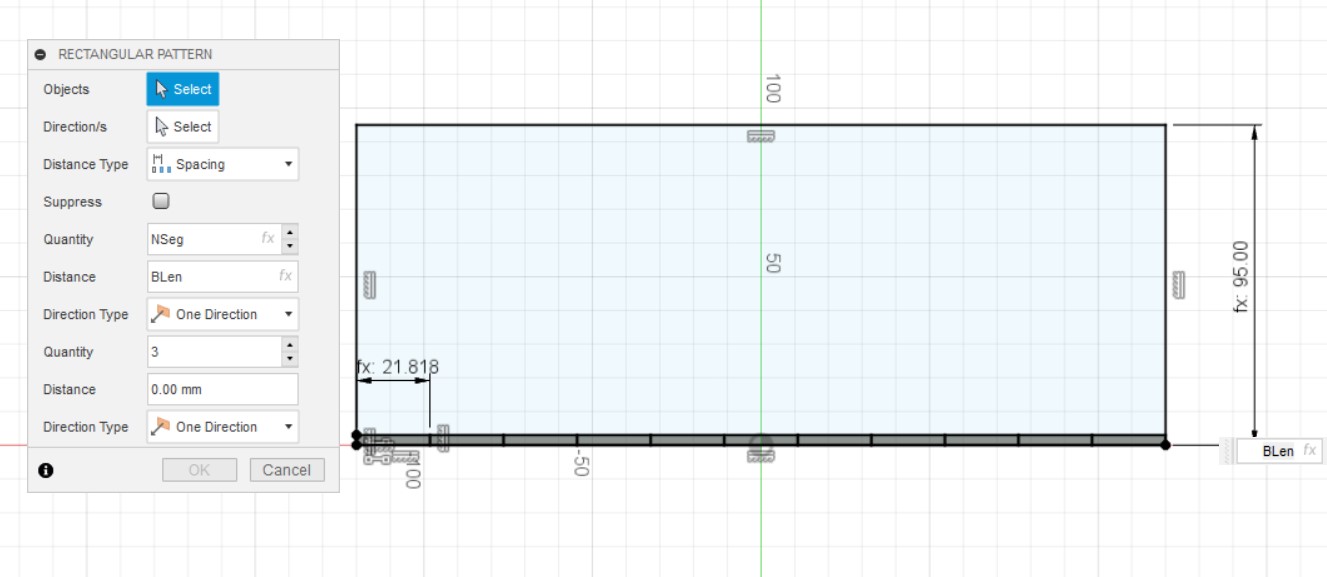 RECTANGULAR PATTERN
Objects Select
Direction/s Select
Distance Type Spacing
Suppress
Quantity NSeg fx
Distance BLen fx
Direction Type One Direction
Quantity 3
Distance 0.00 mm
Direction Type One Direction
OK Cancel
100
50
fx: 95.00
fx: 21.818
-100
-50
BLen fx